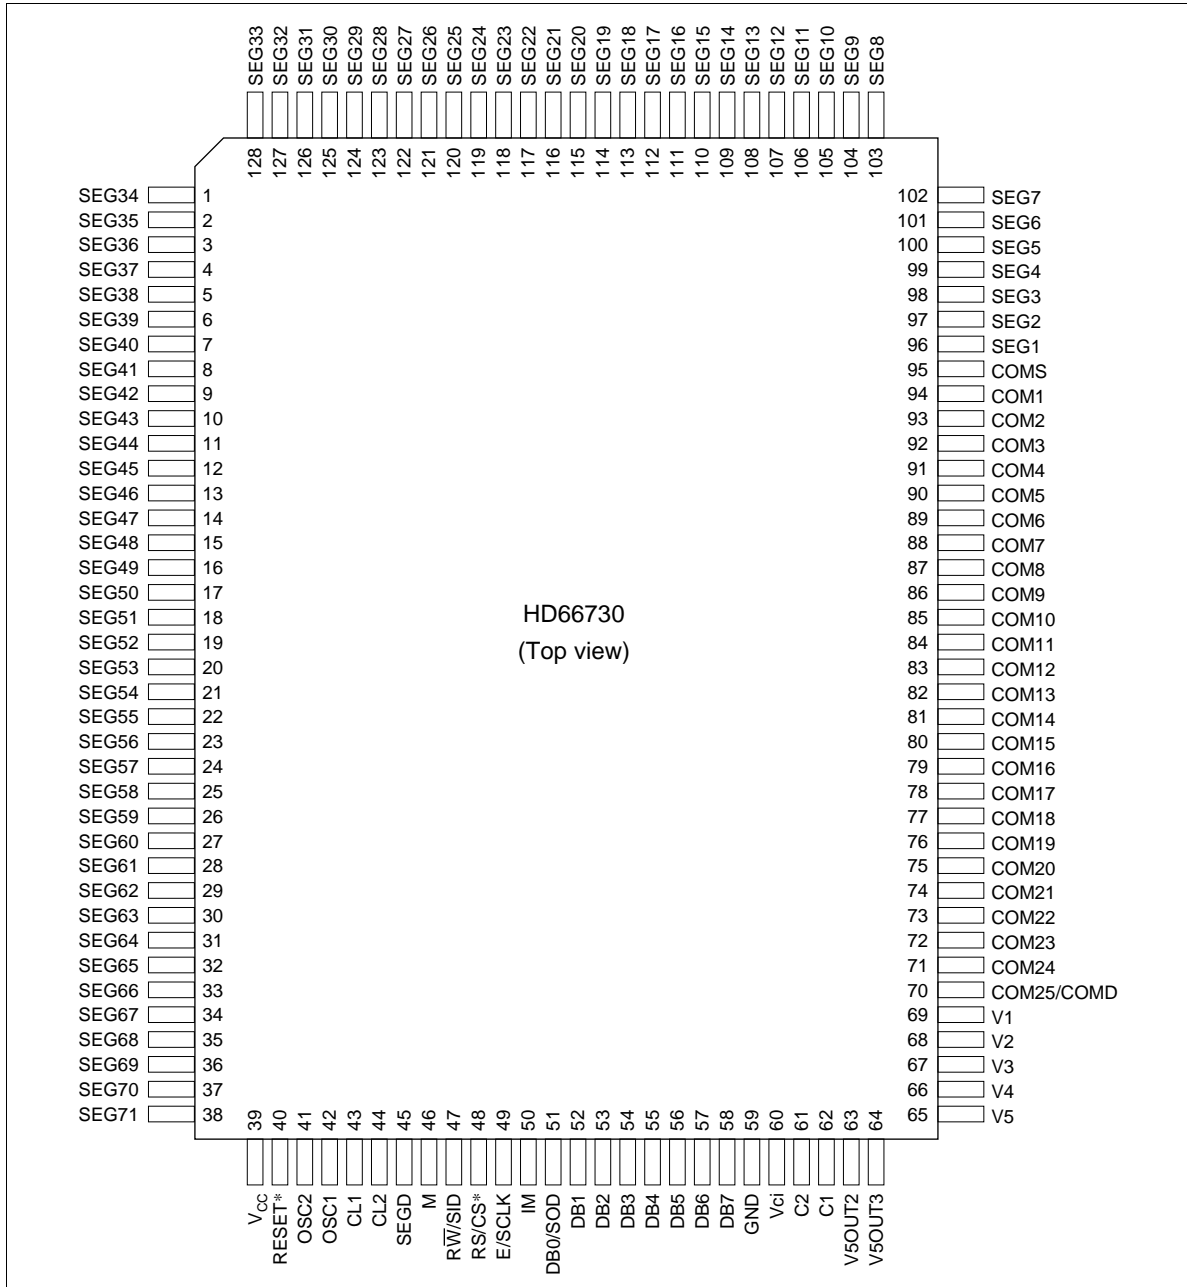 SEG33
SEG32
SEG31
SEG30
SEG29
SEG28
SEG27
SEG26
SEG25
SEG24
SEG23
SEG22
SEG21
SEG20
SEG19
SEG18
SEG17
SEG16
SEG15
SEG14
SEG13
SEG12
SEG11
SEG10
SEG9
SEG8
128
127
126
125
124
123
122
121
120
119
118
117
116
115
114
113
112
111
110
109
108
107
106
105
104
103
SEG34 1
SEG35 2
SEG36 3
SEG37 4
SEG38 5
SEG39 6
SEG40 7
SEG41 8
SEG42 9
SEG43 10
SEG44 11
SEG45 12
SEG46 13
SEG47 14
SEG48 15
SEG49 16
SEG50 17
SEG51 18
SEG52 19
SEG53 20
SEG54 21
SEG55 22
SEG56 23
SEG57 24
SEG58 25
SEG59 26
SEG60 27
SEG61 28
SEG62 29
SEG63 30
SEG64 31
SEG65 32
SEG66 33
SEG67 34
SEG68 35
SEG69 36
SEG70 37
SEG71 38
HD66730
(Top view)
102 SEG7
101 SEG6
100 SEG5
99 SEG4
98 SEG3
97 SEG2
96 SEG1
95 COMS
94 COM1
93 COM2
92 COM3
91 COM4
90 COM5
89 COM6
88 COM7
87 COM8
86 COM9
85 COM10
84 COM11
83 COM12
82 COM13
81 COM14
80 COM15
79 COM16
78 COM17
77 COM18
76 COM19
75 COM20
74 COM21
73 COM22
72 COM23
71 COM24
70 COM25/COMD
69 V1
68 V2
67 V3
66 V4
65 V5
39
40
41
42
43
44
45
46
47
48
49
50
51
52
53
54
55
56
57
58
59
60
61
62
63
64
VCC
RESET*
OSC2
OSC1
CL1
CL2
SEGD
M
RW̅/SID
RS/CS*
E/SCLK
IM
DB0/SOD
DB1
DB2
DB3
DB4
DB5
DB6
DB7
GND
Vci
C2
C1
V5OUT2
V5OUT3